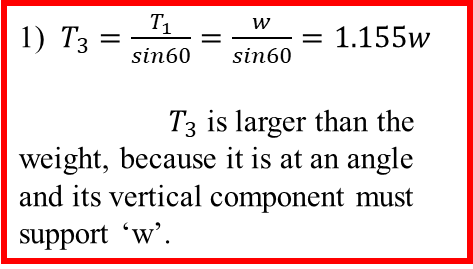 1) T₃ = T₁/sin60 = w/sin60 = 1.155w
T₃ is larger than the
weight, because it is at an angle
and its vertical component must
support ‘w’.